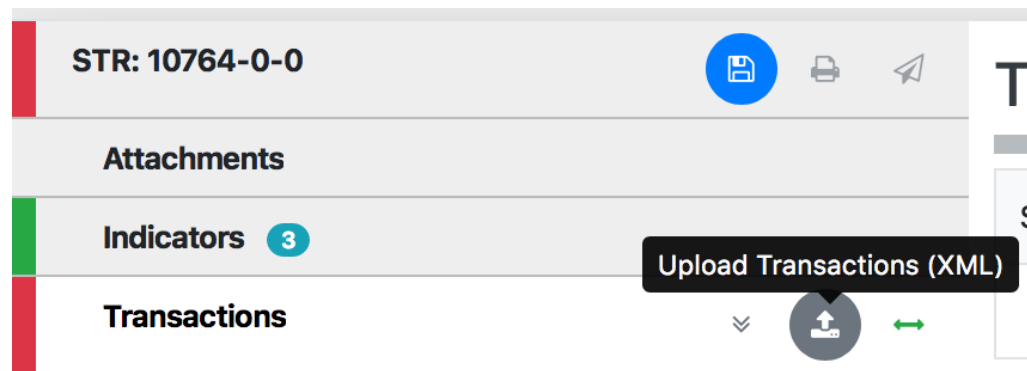 STR: 10764-0-0
T
Attachments
Indicators 3
S
Upload Transactions (XML)
Transactions